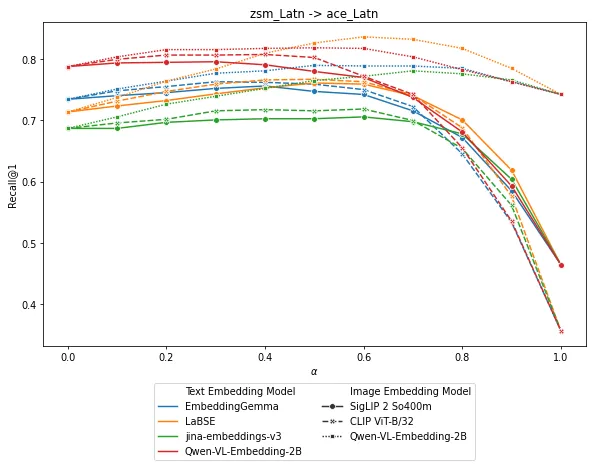 zsm_Latn -> ace_Latn
0.8
0.7
0.6
0.5
0.4
Recall@1
0.0 0.2 0.4 0.6 0.8 1.0
α
Text Embedding Model
EmbeddingGemma
LaBSE
jina-embeddings-v3
Qwen-VL-Embedding-2B
Image Embedding Model
SigLIP 2 So400m
CLIP ViT-B/32
Qwen-VL-Embedding-2B